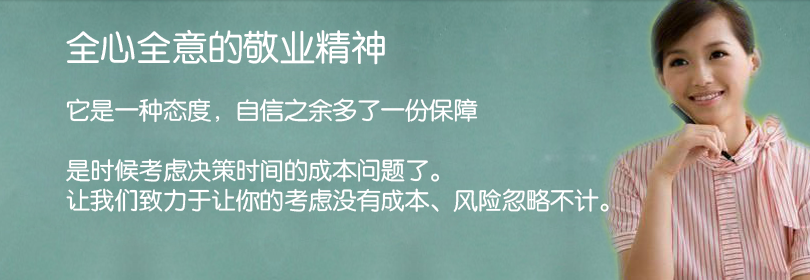 全心全意的敬业精神
它是一种态度，自信之余多了一份保障
是时候考虑决策时间的成本问题了。
让我们致力于让你的考虑没有成本、风险忽略不计。